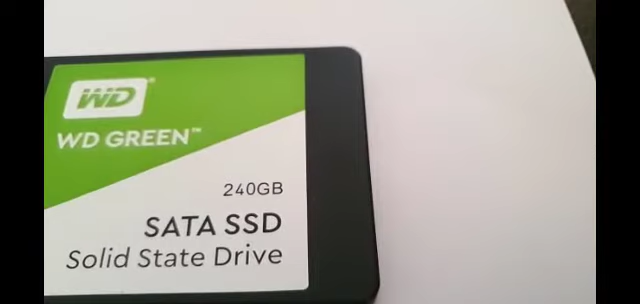 WD®
WD GREEN™
240GB
SATA SSD
Solid State Drive